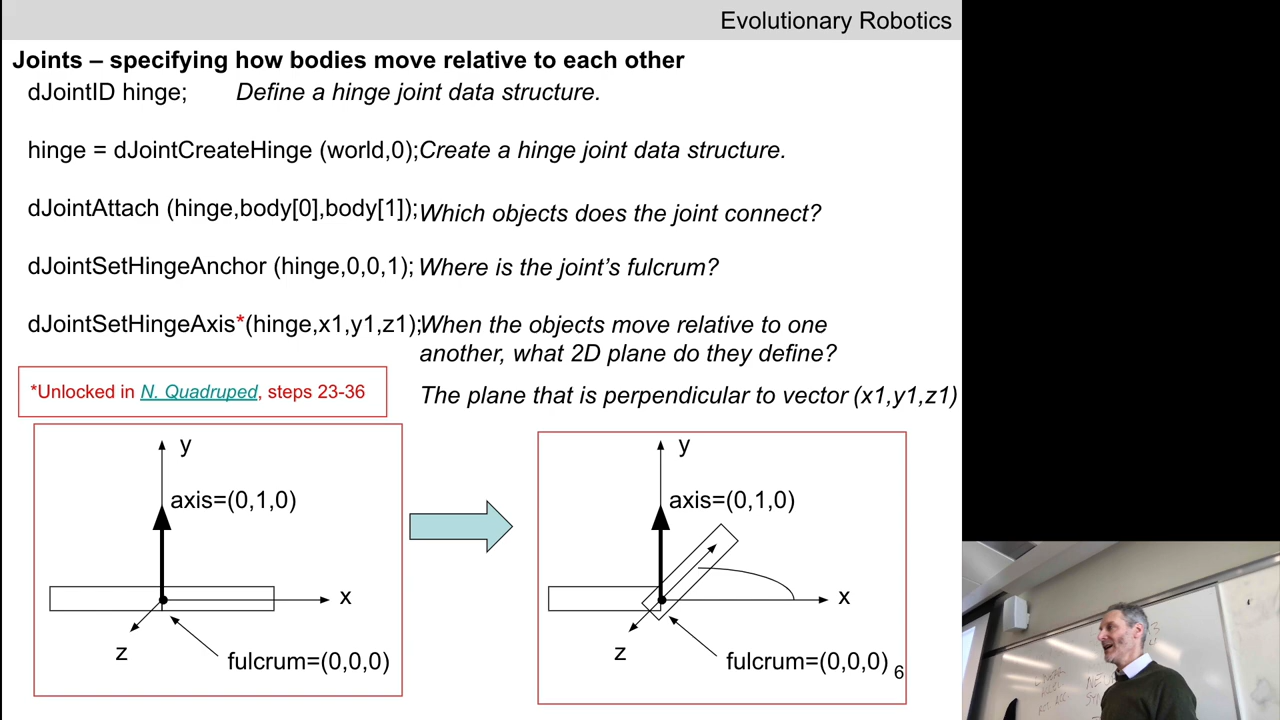 Evolutionary Robotics
Joints – specifying how bodies move relative to each other
dJointID hinge; Define a hinge joint data structure.
hinge = dJointCreateHinge (world,0);Create a hinge joint data structure.
dJointAttach (hinge,body[0],body[1]);Which objects does the joint connect?
dJointSetHingeAnchor (hinge,0,0,1); Where is the joint's fulcrum?
dJointSetHingeAxis*(hinge,x1,y1,z1);When the objects move relative to one
another, what 2D plane do they define?
*Unlocked in N. Quadruped, steps 23-36
The plane that is perpendicular to vector (x1,y1,z1)
y
axis=(0,1,0)
x
z
fulcrum=(0,0,0)
y
axis=(0,1,0)
x
z
fulcrum=(0,0,0)
6